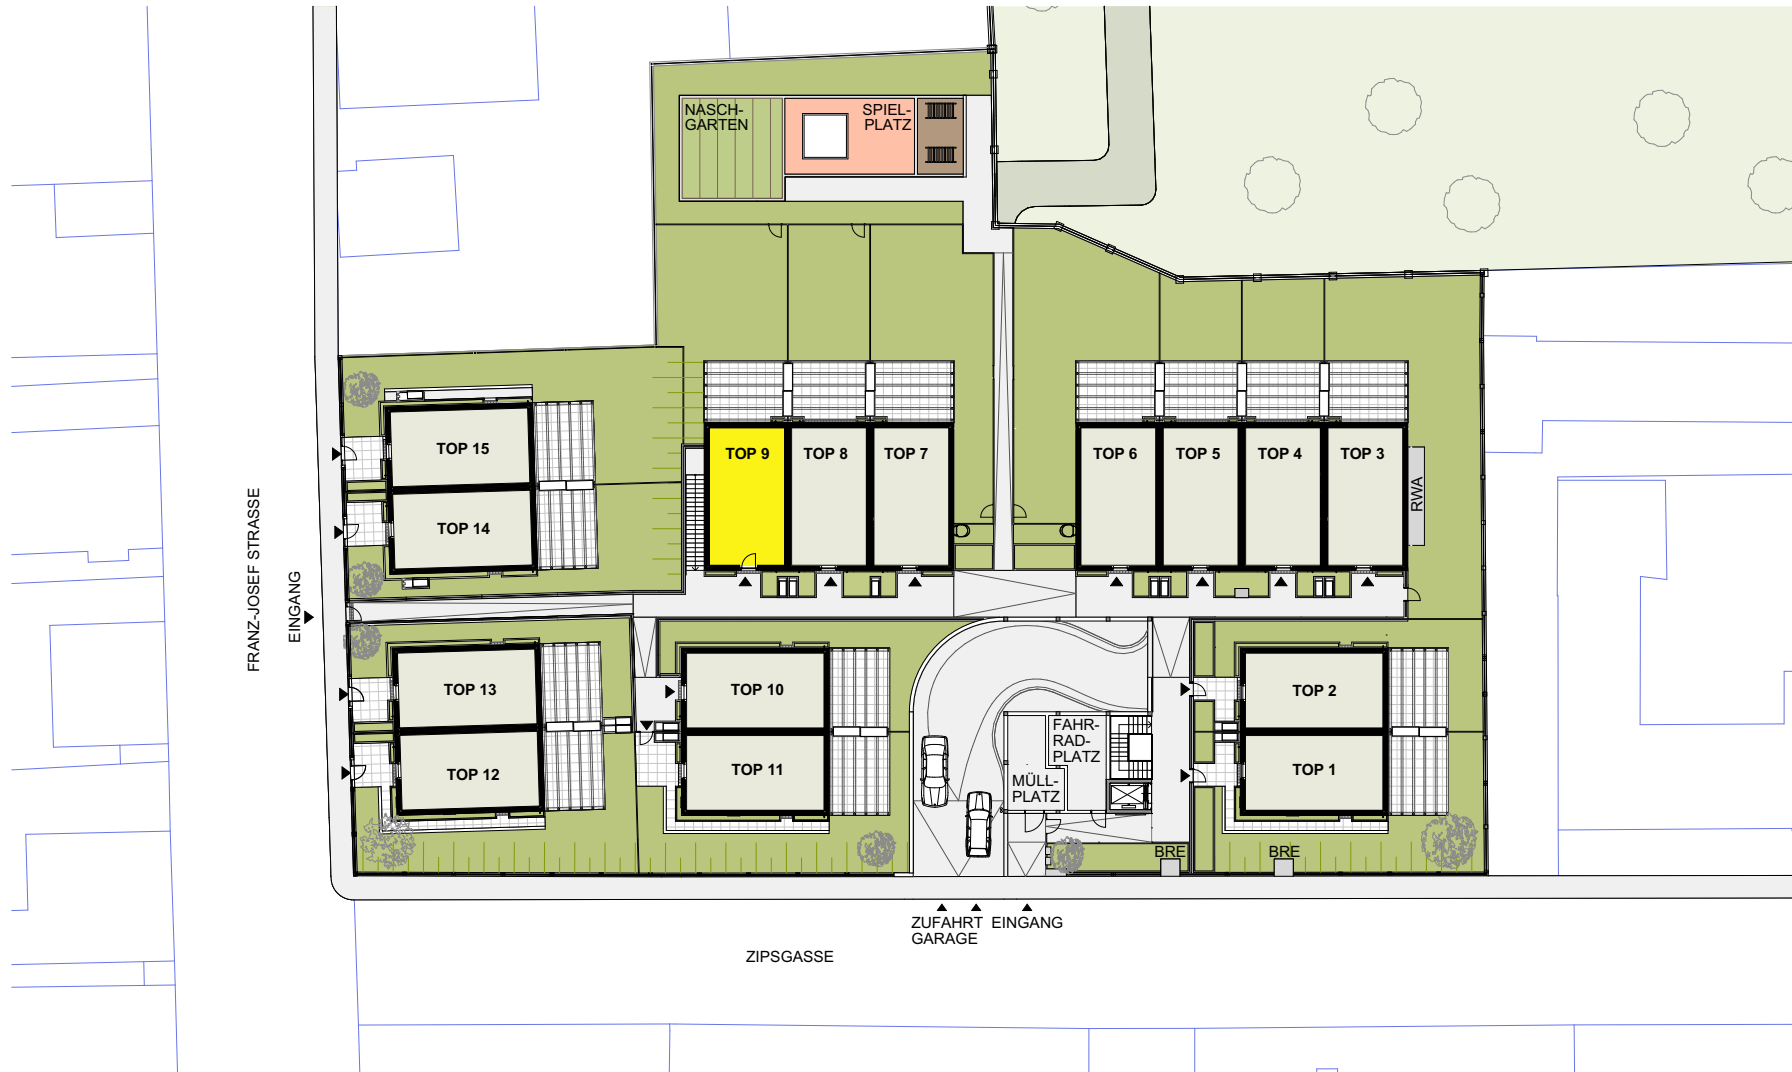 NASCH-
GARTEN
SPIEL-
PLATZ
TOP 15
TOP 14
TOP 9
TOP 8
TOP 7
TOP 6
TOP 5
TOP 4
TOP 3
RWA
FRANZ-JOSEF STRASSE
EINGANG
TOP 13
TOP 12
TOP 10
TOP 11
FAHR-
RAD-
PLATZ
MÜLL-
PLATZ
TOP 2
TOP 1
BRE
BRE
ZUFAHRT
GARAGE
EINGANG
ZIPSGASSE